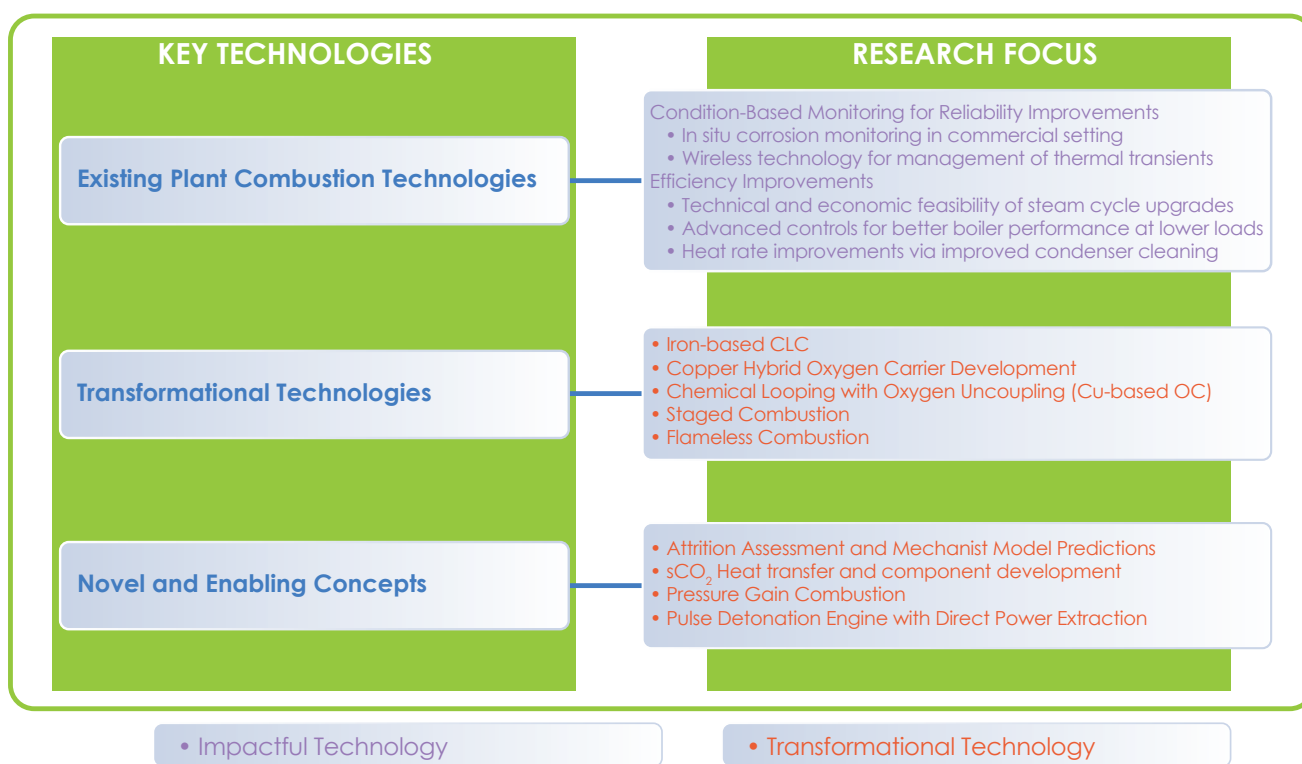 KEY TECHNOLOGIES
RESEARCH FOCUS
Existing Plant Combustion Technologies
Condition-Based Monitoring for Reliability Improvements
• In situ corrosion monitoring in commercial setting
• Wireless technology for management of thermal transients
Efficiency Improvements
• Technical and economic feasibility of steam cycle upgrades
• Advanced controls for better boiler performance at lower loads
• Heat rate improvements via improved condenser cleaning
Transformational Technologies
• Iron-based CLC
• Copper Hybrid Oxygen Carrier Development
• Chemical Looping with Oxygen Uncoupling (Cu-based OC)
• Staged Combustion
• Flameless Combustion
Novel and Enabling Concepts
• Attrition Assessment and Mechanist Model Predictions
• sCO₂ Heat transfer and component development
• Pressure Gain Combustion
• Pulse Detonation Engine with Direct Power Extraction
• Impactful Technology
• Transformational Technology